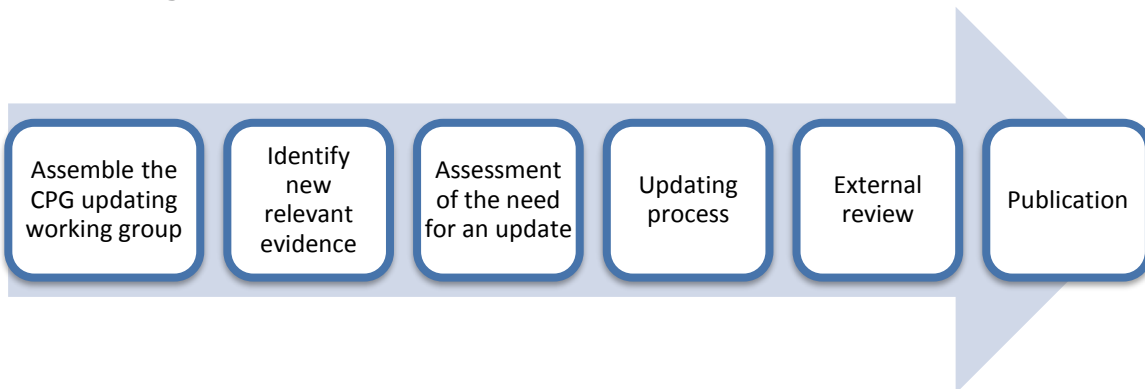 Assemble the
CPG updating
working group
Identify
new
relevant
evidence
Assessment
of the need
for an update
Updating
process
External
review
Publication